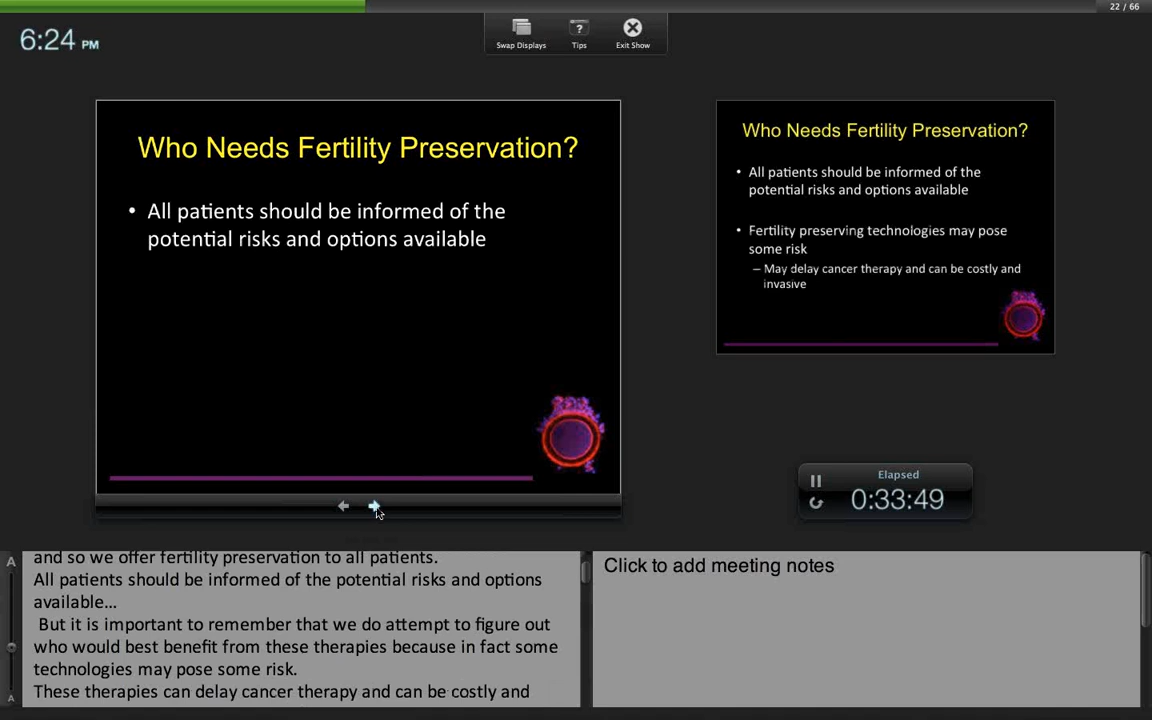 22 / 66
6:24 PM
Swap Displays
Tips
Exit Show
Who Needs Fertility Preservation?
• All patients should be informed of the
potential risks and options available
Who Needs Fertility Preservation?
• All patients should be informed of the
potential risks and options available
• Fertility preserving technologies may pose
some risk
– May delay cancer therapy and can be costly and
invasive
Elapsed
0:33:49
A
and so we offer fertility preservation to all patients.
All patients should be informed of the potential risks and options
available...
But it is important to remember that we do attempt to figure out
who would best benefit from these therapies because in fact some
technologies may pose some risk.
These therapies can delay cancer therapy and can be costly and
A
Click to add meeting notes